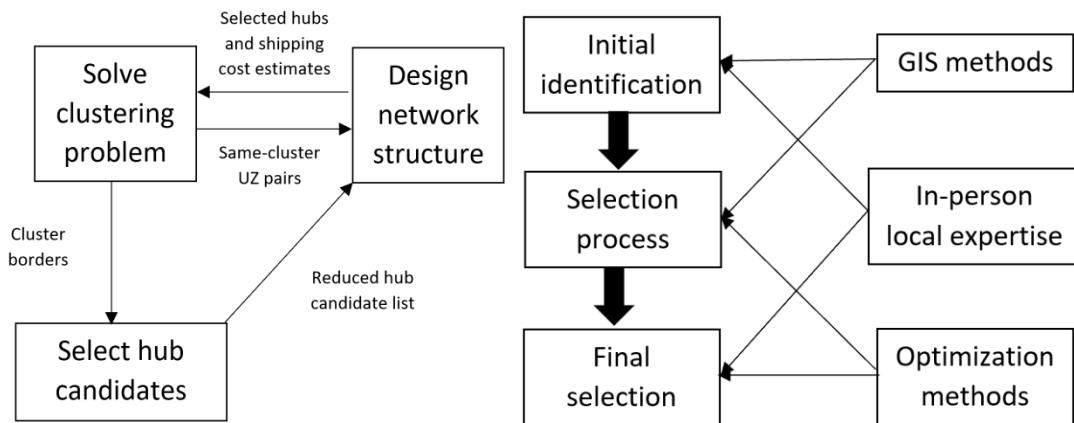 Solve
clustering
problem
Selected hubs
and shipping
cost estimates
Same-cluster
UZ pairs
Design
network
structure
Cluster
borders
Reduced hub
candidate list
Select hub
candidates
Initial
identification
Selection
process
Final
selection
GIS methods
In-person
local expertise
Optimization
methods